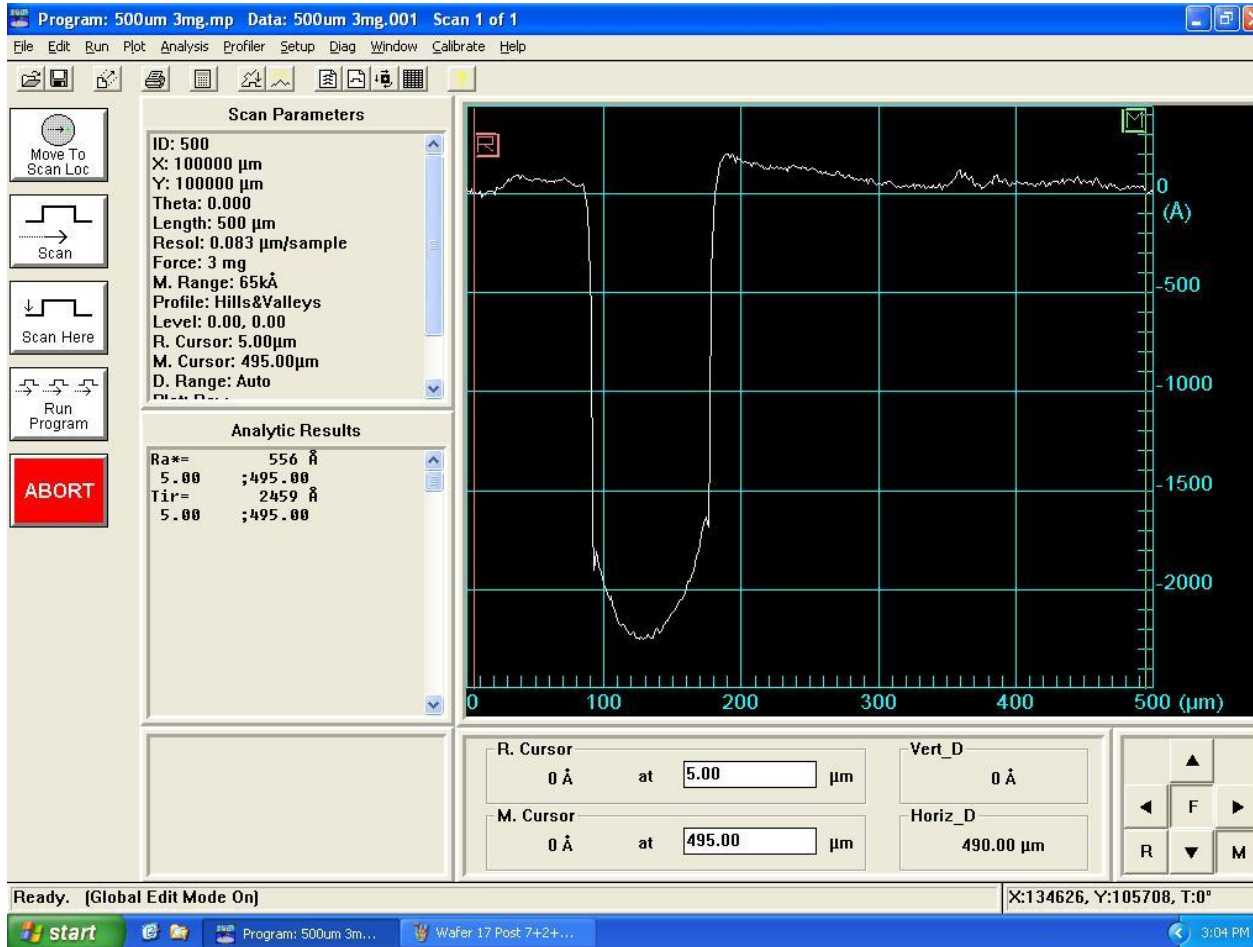 Program: 500um 3mg.mp Data: 500um 3mg.001 Scan 1 of 1
File Edit Run Plot Analysis Profiler Setup Diag Window Calibrate Help
Move To
Scan Loc
Scan
Scan Here
Run
Program
ABORT
Scan Parameters
ID: 500
X: 100000 µm
Y: 100000 µm
Theta: 0.000
Length: 500 µm
Resol: 0.083 µm/sample
Force: 3 mg
M. Range: 65kÅ
Profile: Hills&Valleys
Level: 0.00, 0.00
R. Cursor: 5.00µm
M. Cursor: 495.00µm
D. Range: Auto
Analytic Results
Ra*= 556 Å
5.00 ;495.00
Tir= 2459 Å
5.00 ;495.00
R
M
0
(Å)
-500
-1000
-1500
-2000
0 100 200 300 400 500 (µm)
R. Cursor
0 Å at 5.00 µm
M. Cursor
0 Å at 495.00 µm
Vert_D
0 Å
Horiz_D
490.00 µm
F
R M
Ready. (Global Edit Mode On)
X:134626, Y:105708, T:0°
start
Program: 500um 3m...
Wafer 17 Post 7+2+...
3:04 PM